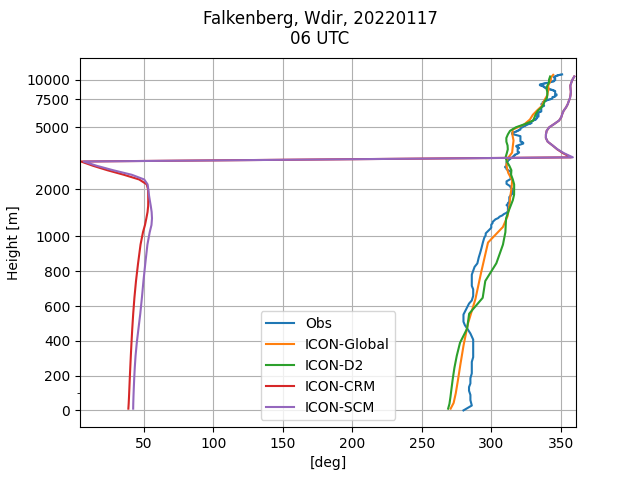 Falkenberg, Wdir, 20220117
06 UTC
10000
7500
5000
2000
1000
800
600
400
200
0
Height [m]
Obs
ICON-Global
ICON-D2
ICON-CRM
ICON-SCM
50
100
150
200
250
300
350
[deg]